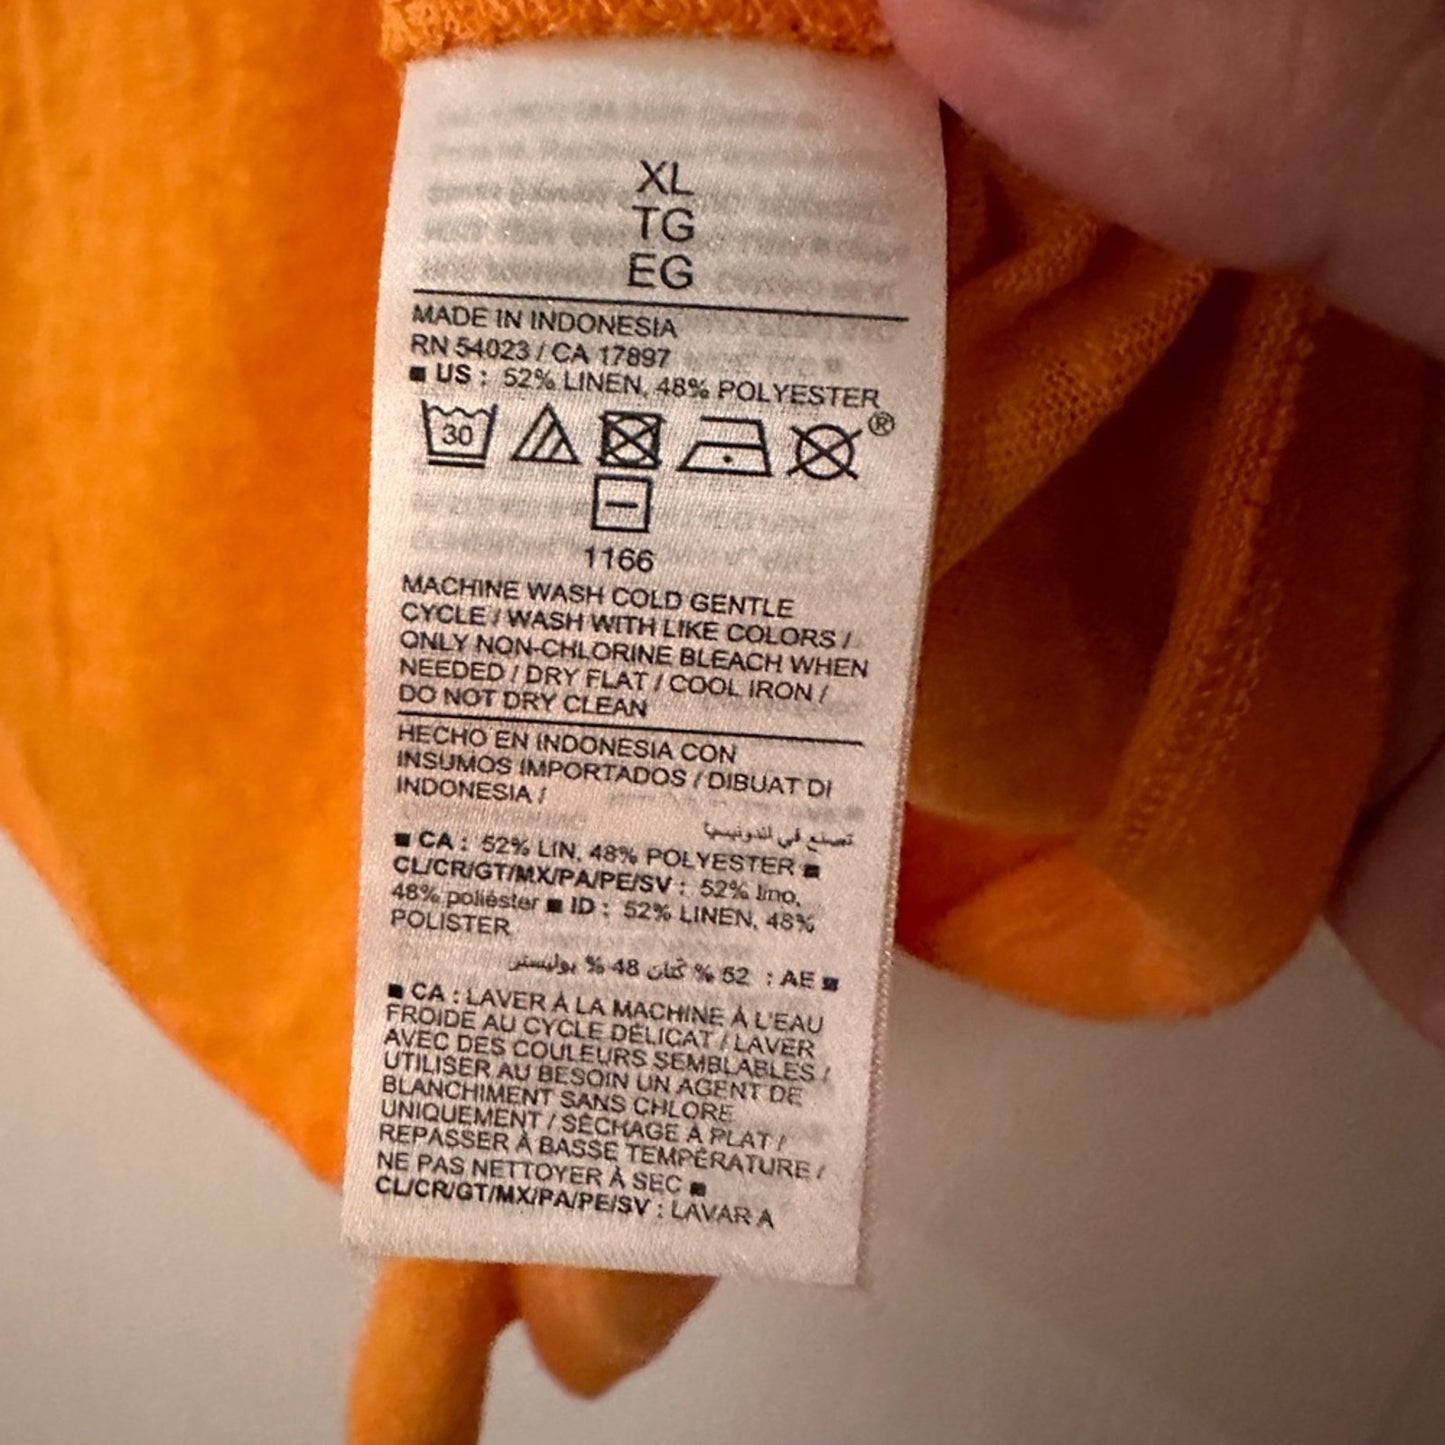 XL
TG
EG
MADE IN INDONESIA
RN 54023 / CA 17897
■ US : 52% LINEN, 48% POLYESTER
30 ®
1166
MACHINE WASH COLD GENTLE
CYCLE / WASH WITH LIKE COLORS /
ONLY NON-CHLORINE BLEACH WHEN
NEEDED / DRY FLAT / COOL IRON /
DO NOT DRY CLEAN
HECHO EN INDONESIA CON
INSUMOS IMPORTADOS / DIBUAT DI
INDONESIA /
تصنع في اندونيسيا
■ CA : 52% LIN, 48% POLYESTER ■
CL/CR/GT/MX/PA/PE/SV : 52% lino,
48% poliéster ■ ID : 52% LINEN, 48%
POLISTER
■ AE : 52 % كتان 48 % بوليستر
■ CA : LAVER À LA MACHINE À L'EAU
FROIDE AU CYCLE DÉLICAT / LAVER
AVEC DES COULEURS SEMBLABLES /
UTILISER AU BESOIN UN AGENT DE
BLANCHIMENT SANS CHLORE
UNIQUEMENT / SÉCHAGE À PLAT /
REPASSER À BASSE TEMPÉRATURE /
NE PAS NETTOYER À SEC ■
CL/CR/GT/MX/PA/PE/SV : LAVAR A